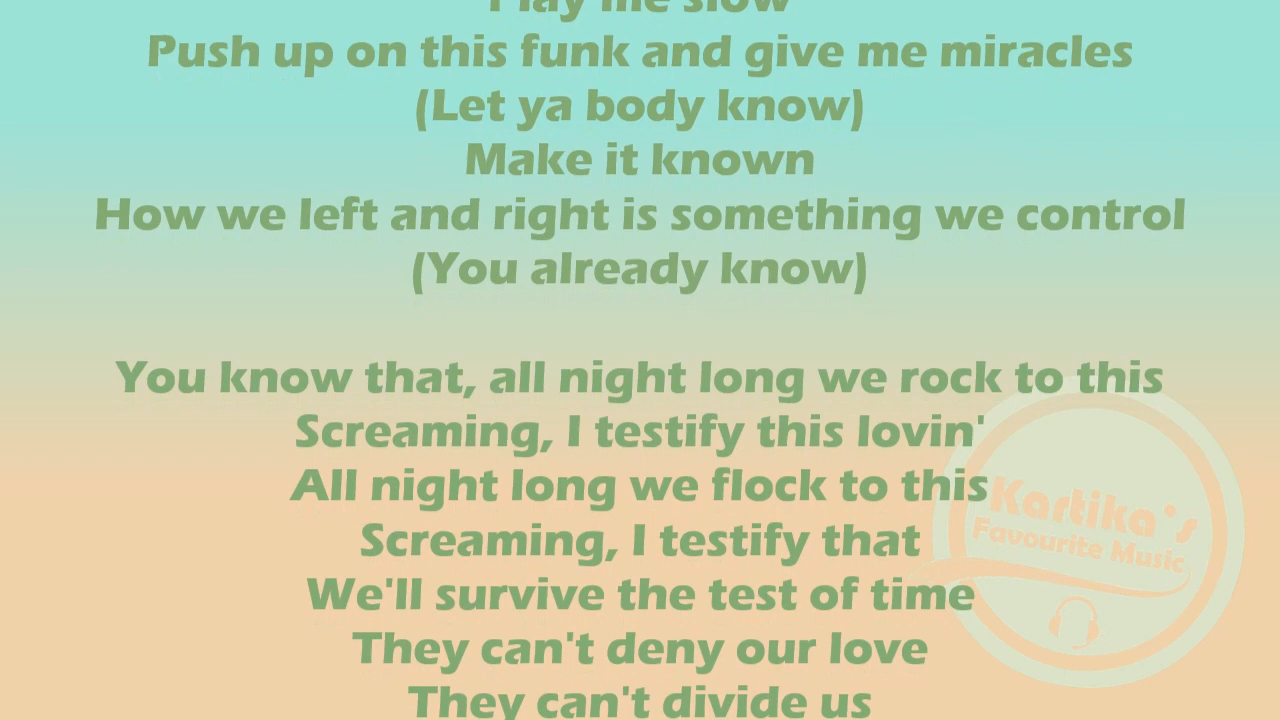 Play me slow
Push up on this funk and give me miracles
(Let ya body know)
Make it known
How we left and right is something we control
(You already know)
You know that, all night long we rock to this
Screaming, I testify this lovin'
All night long we flock to this
Screaming, I testify that
We'll survive the test of time
They can't deny our love
They can't divide us
Kartika's
Favourite Music